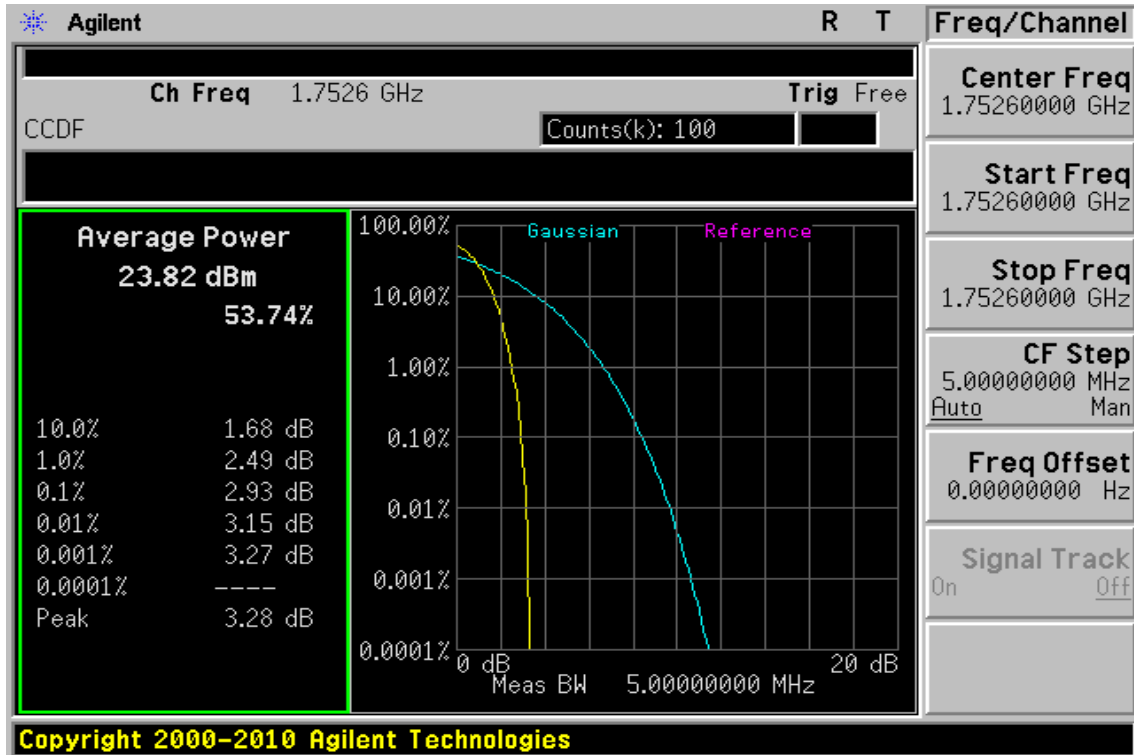 Agilent R T Freq/Channel
Ch Freq 1.7526 GHz Trig Free
CCDF Counts(k): 100
Average Power
23.82 dBm
53.74%
10.0% 1.68 dB
1.0% 2.49 dB
0.1% 2.93 dB
0.01% 3.15 dB
0.001% 3.27 dB
0.0001% ----
Peak 3.28 dB
Gaussian Reference
100.00%
10.00%
1.00%
0.10%
0.01%
0.001%
0.0001%
0 dB 20 dB
Meas BW 5.00000000 MHz
Center Freq
1.75260000 GHz
Start Freq
1.75260000 GHz
Stop Freq
1.75260000 GHz
CF Step
5.00000000 MHz
Auto Man
Freq Offset
0.00000000 Hz
Signal Track
On Off
Copyright 2000-2010 Agilent Technologies